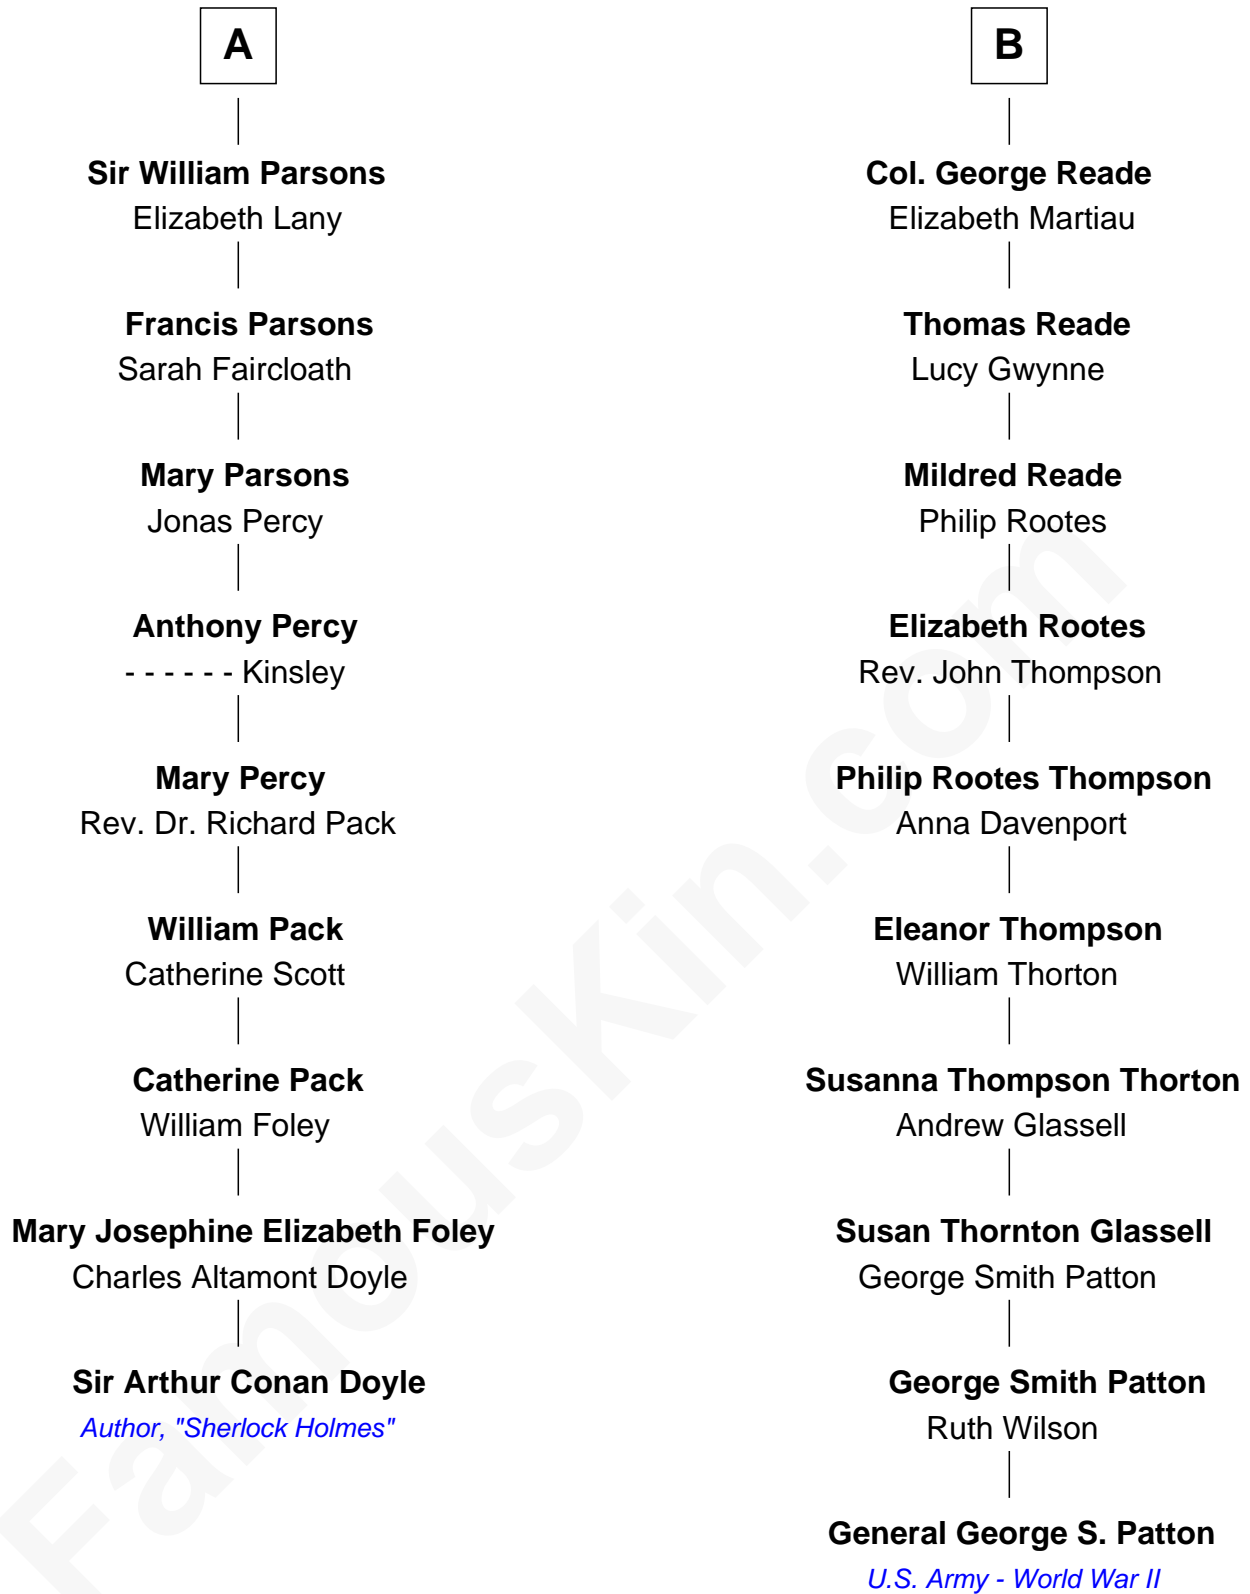 A
Sir William Parsons
Elizabeth Lany
Francis Parsons
Sarah Faircloath
Mary Parsons
Jonas Percy
Anthony Percy
- - - - - - Kinsley
Mary Percy
Rev. Dr. Richard Pack
William Pack
Catherine Scott
Catherine Pack
William Foley
Mary Josephine Elizabeth Foley
Charles Altamont Doyle
Sir Arthur Conan Doyle
Author, "Sherlock Holmes"
B
Col. George Reade
Elizabeth Martiau
Thomas Reade
Lucy Gwynne
Mildred Reade
Philip Rootes
Elizabeth Rootes
Rev. John Thompson
Philip Rootes Thompson
Anna Davenport
Eleanor Thompson
William Thorton
Susanna Thompson Thorton
Andrew Glassell
Susan Thornton Glassell
George Smith Patton
George Smith Patton
Ruth Wilson
General George S. Patton
U.S. Army - World War II
FamousKin.com